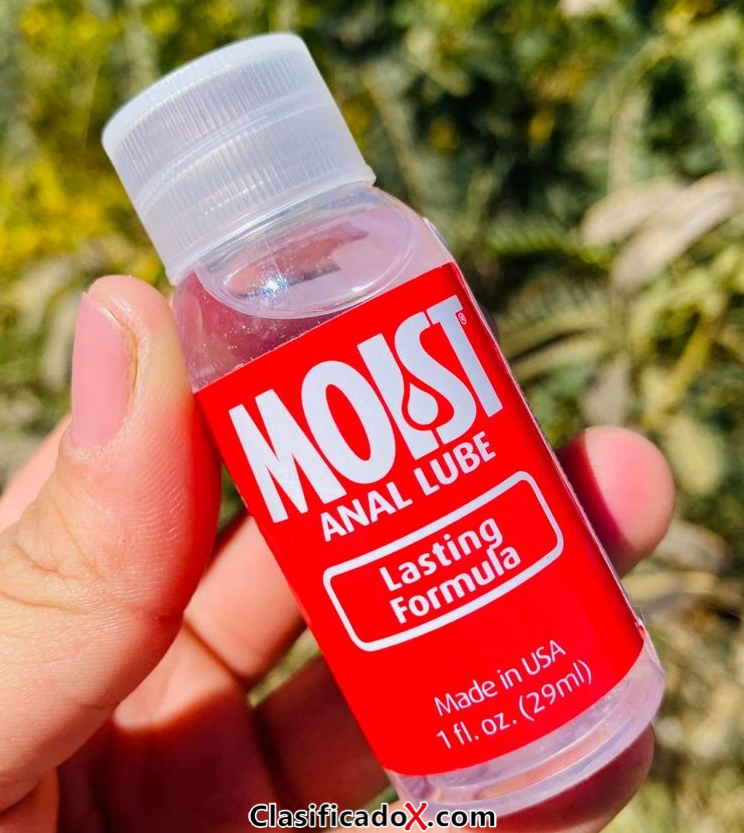 MOIST®
ANAL LUBE
Lasting
Formula
Made in USA
1 fl. oz. (29ml)
ClasificadoX.com